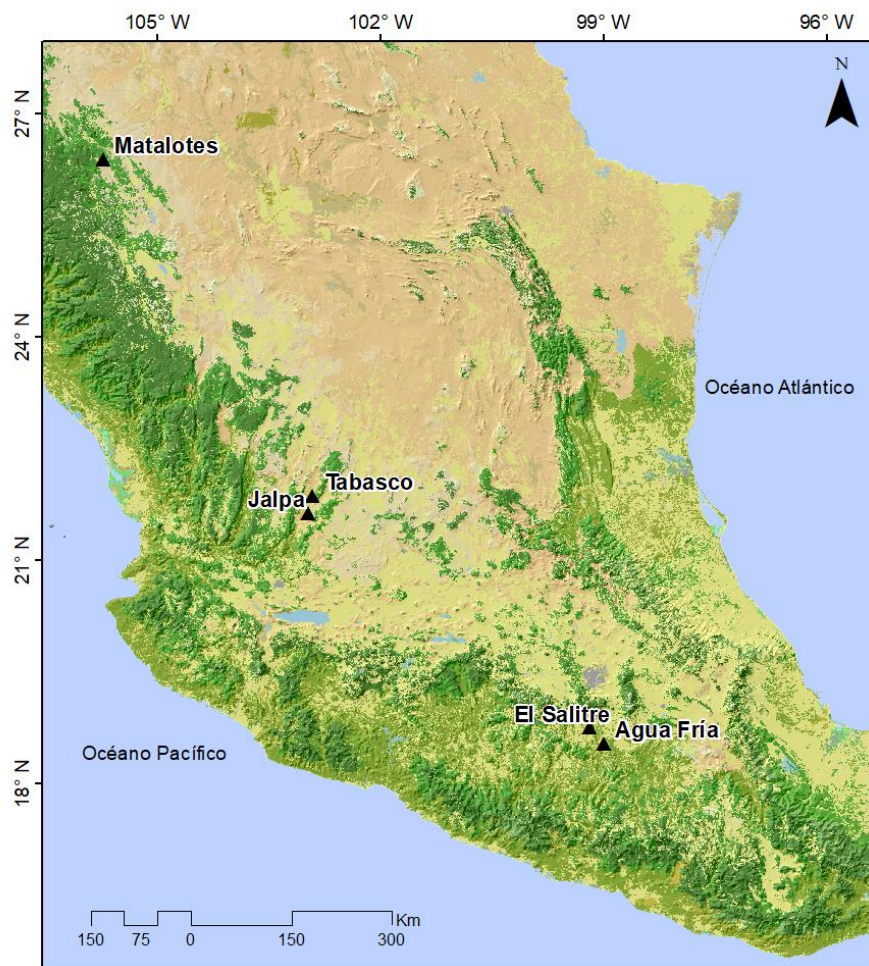 105° W
102° W
99° W
96° W
N
27° N
Matalotes
24° N
Océano Atlántico
Tabasco
Jalpa
21° N
El Salitre
Agua Fría
Océano Pacífico
18° N
Km
150 75 0 150 300